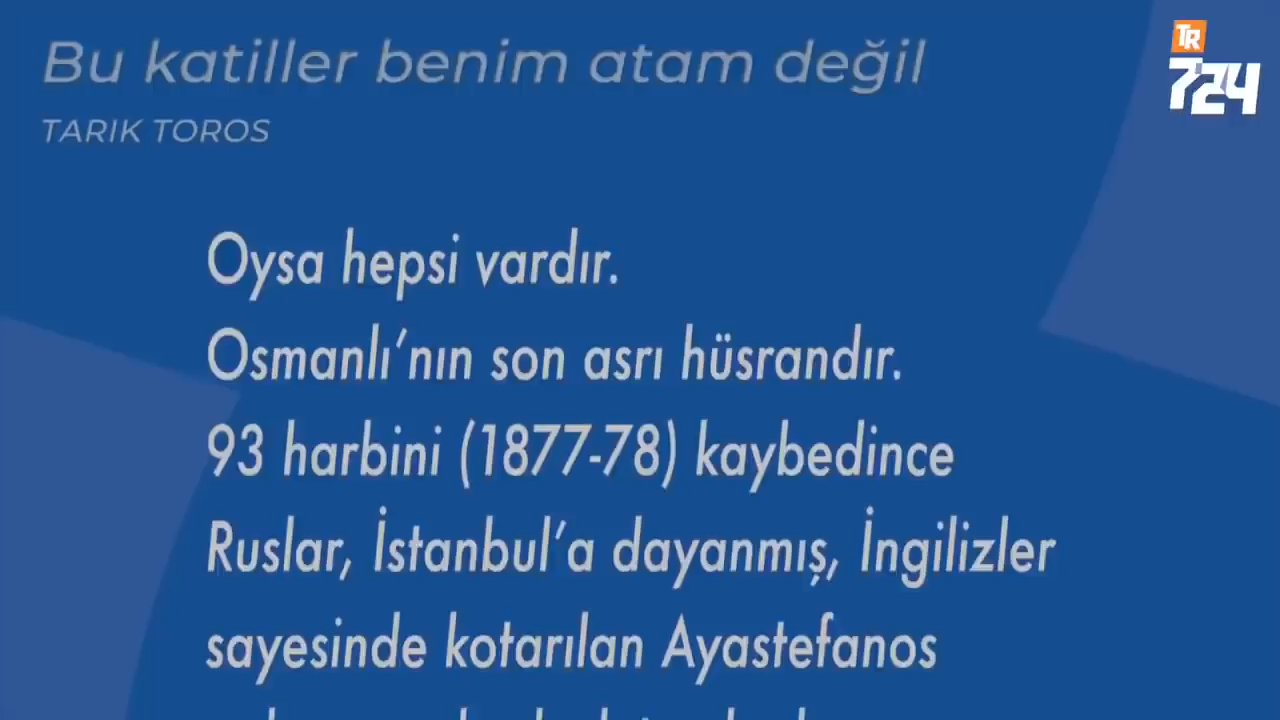 Bu katiller benim atam değil
TARIK TOROS
TR
724
Oysa hepsi vardır.
Osmanlı’nın son asrı hüsrandır.
93 harbini (1877-78) kaybedince
Ruslar, İstanbul’a dayanmış, İngilizler
sayesinde kotarılan Ayastefanos